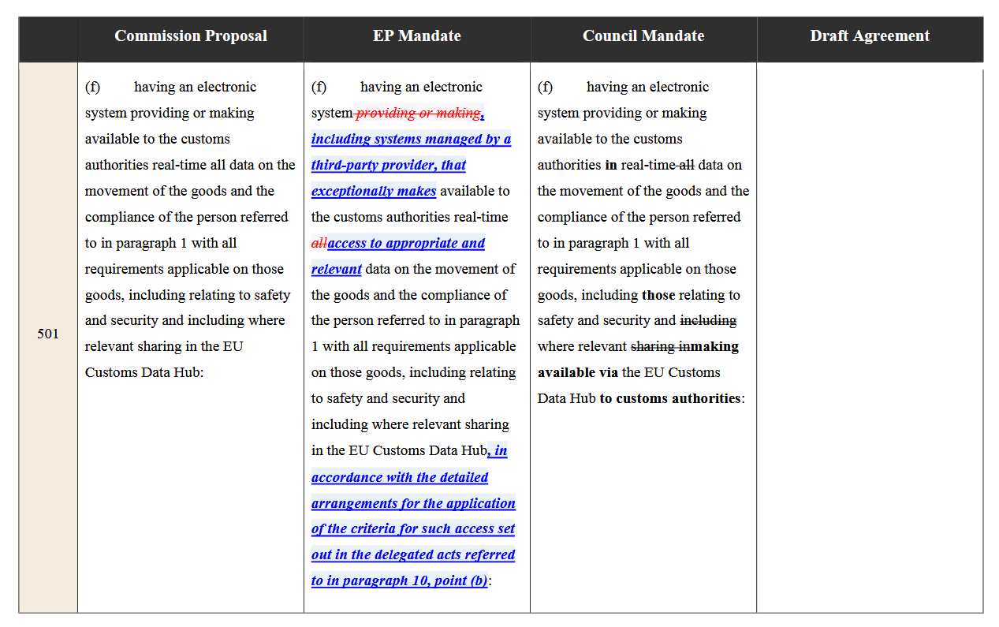 Commission Proposal
EP Mandate
Council Mandate
Draft Agreement
501
(f) having an electronic
system providing or making
available to the customs
authorities real-time all data on the
movement of the goods and the
compliance of the person referred
to in paragraph 1 with all
requirements applicable on those
goods, including relating to safety
and security and including where
relevant sharing in the EU
Customs Data Hub:
(f) having an electronic
system providing or making,
including systems managed by a
third-party provider, that
exceptionally makes available to
the customs authorities real-time
allaccess to appropriate and
relevant data on the movement of
the goods and the compliance of
the person referred to in paragraph
1 with all requirements applicable
on those goods, including relating
to safety and security and
including where relevant sharing
in the EU Customs Data Hub, in
accordance with the detailed
arrangements for the application
of the criteria for such access set
out in the delegated acts referred
to in paragraph 10, point (b):
(f) having an electronic
system providing or making
available to the customs
authorities in real-time all data on
the movement of the goods and the
compliance of the person referred
to in paragraph 1 with all
requirements applicable on those
goods, including those relating to
safety and security and including
where relevant sharing inmaking
available via the EU Customs
Data Hub to customs authorities: